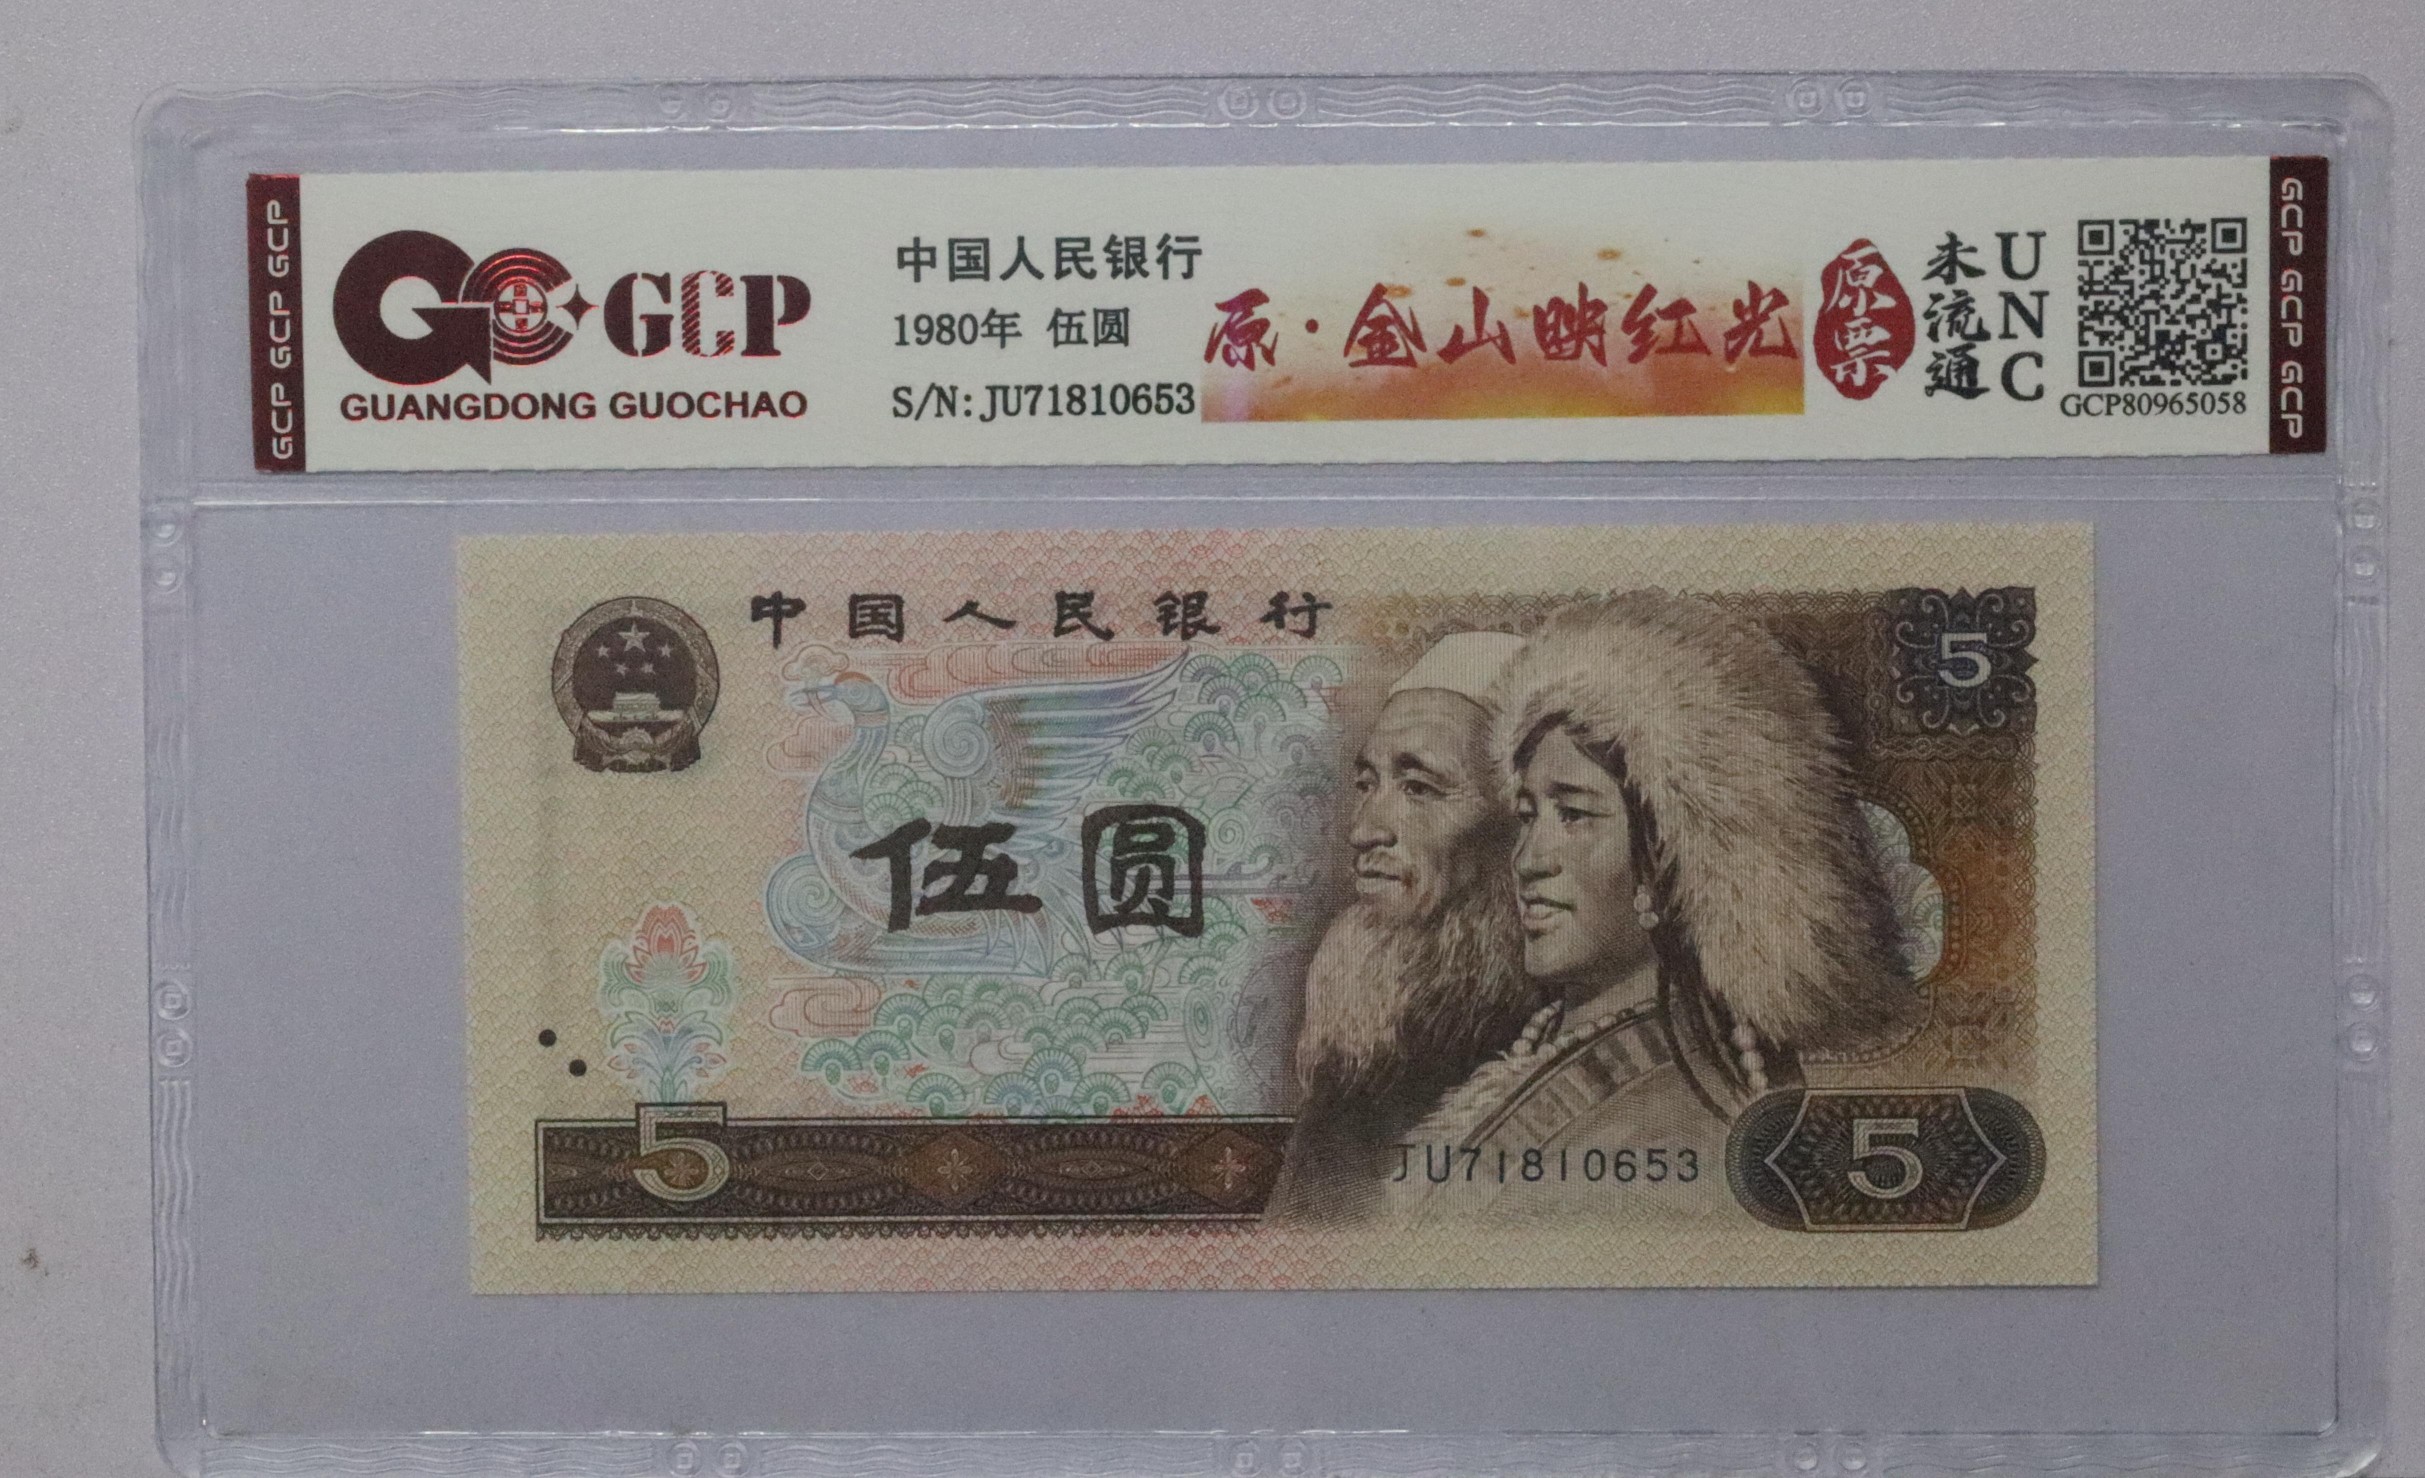 GCP GCP GCP
GCP
GUANGDONG GUOCHAO
中国人民银行
1980年 伍圆
S/N: JU71810653
原·金山映红光
原票
未流通
UNC
GCP80965058
GCP GCP GCP
中国人民银行
5
伍圆
5
JU71810653
5